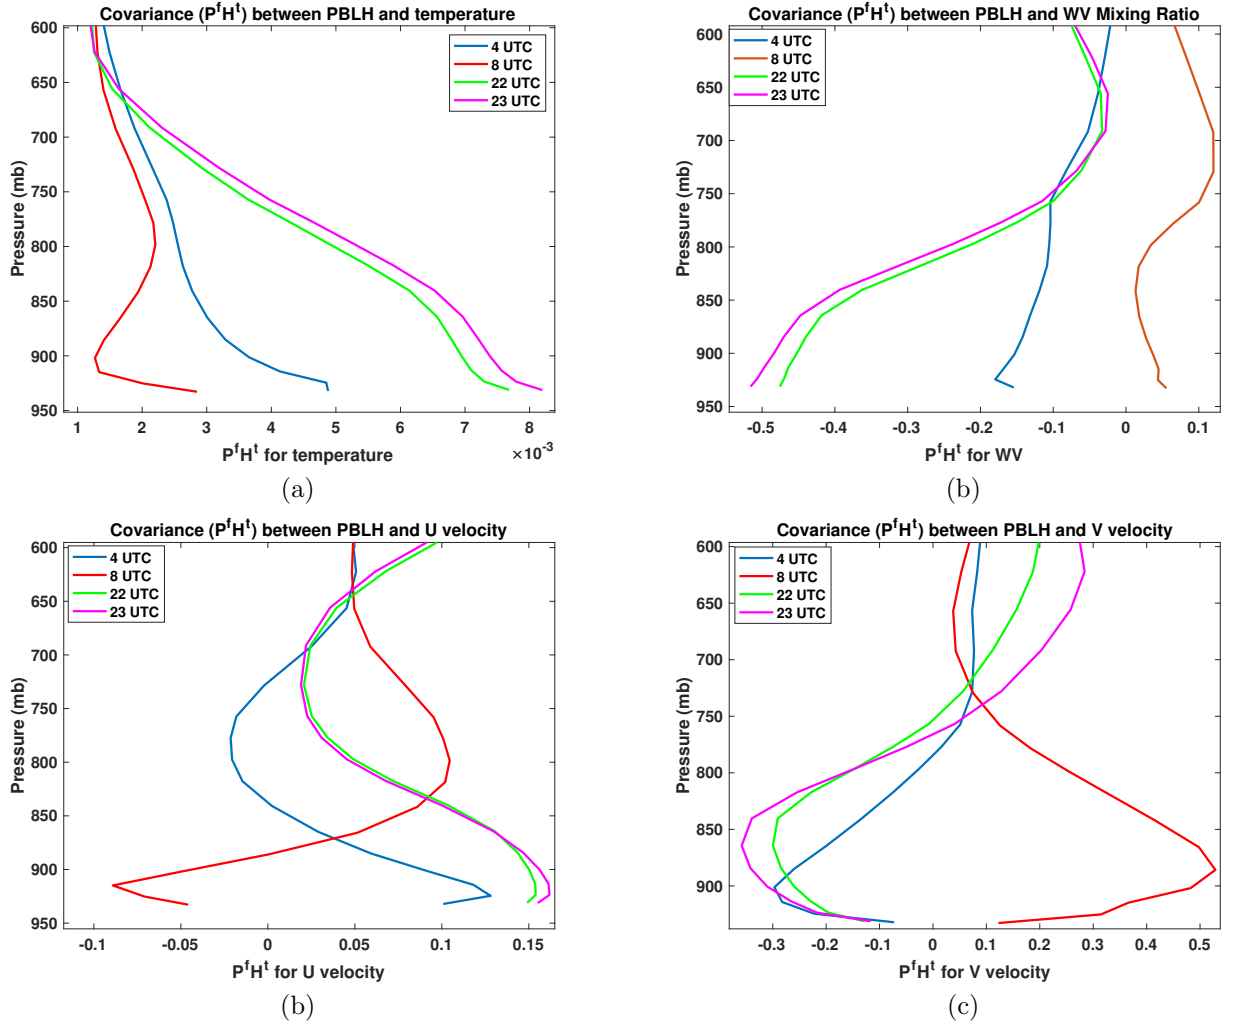 Covariance (PᶠHᵗ) between PBLH and temperature
600
650
700
750
800
850
900
950
Pressure (mb)
4 UTC
8 UTC
22 UTC
23 UTC
1 2 3 4 5 6 7 8
×10⁻³
PᶠHᵗ for temperature
(a)
Covariance (PᶠHᵗ) between PBLH and WV Mixing Ratio
600
650
700
750
800
850
900
950
Pressure (mb)
4 UTC
8 UTC
22 UTC
23 UTC
-0.5 -0.4 -0.3 -0.2 -0.1 0 0.1
PᶠHᵗ for WV
(b)
Covariance (PᶠHᵗ) between PBLH and U velocity
600
650
700
750
800
850
900
950
Pressure (mb)
4 UTC
8 UTC
22 UTC
23 UTC
-0.1 -0.05 0 0.05 0.1 0.15
PᶠHᵗ for U velocity
(b)
Covariance (PᶠHᵗ) between PBLH and V velocity
600
650
700
750
800
850
900
Pressure (mb)
4 UTC
8 UTC
22 UTC
23 UTC
-0.3 -0.2 -0.1 0 0.1 0.2 0.3 0.4 0.5
PᶠHᵗ for V velocity
(c)